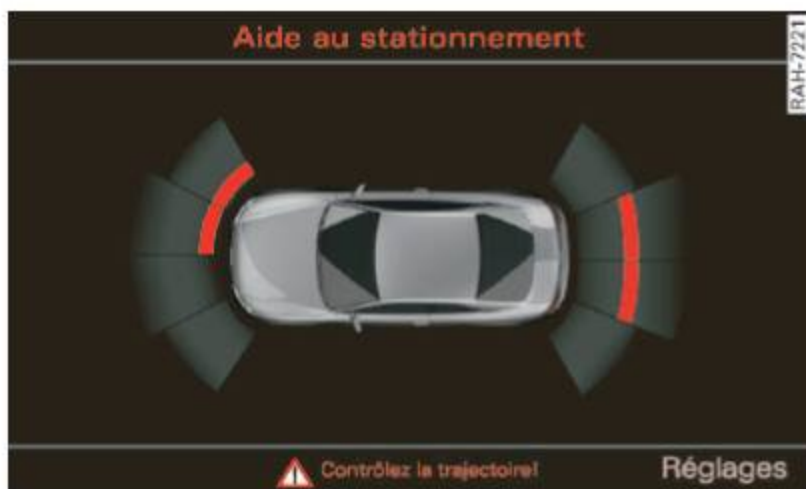 Aide au stationnement
RAH-7221
Contrôlez la trajectoire!
Réglages